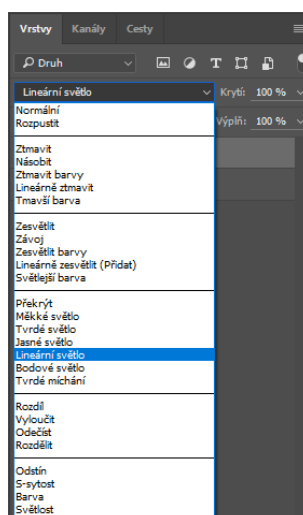 Vrstvy Kanály Cesty
Druh
Lineární světlo Krytí: 100 %
Normální
Rozpustit
Výplň: 100 %
Ztmavit
Násobit
Ztmavit barvy
Lineárně ztmavit
Tmavší barva
Zesvětlit
Závoj
Zesvětlit barvy
Lineárně zesvětlit (Přidat)
Světlejší barva
Překrýt
Měkké světlo
Tvrdé světlo
Jasné světlo
Lineární světlo
Bodové světlo
Tvrdé míchání
Rozdíl
Vyloučit
Odečíst
Rozdělit
Odstín
S-sytost
Barva
Světlost